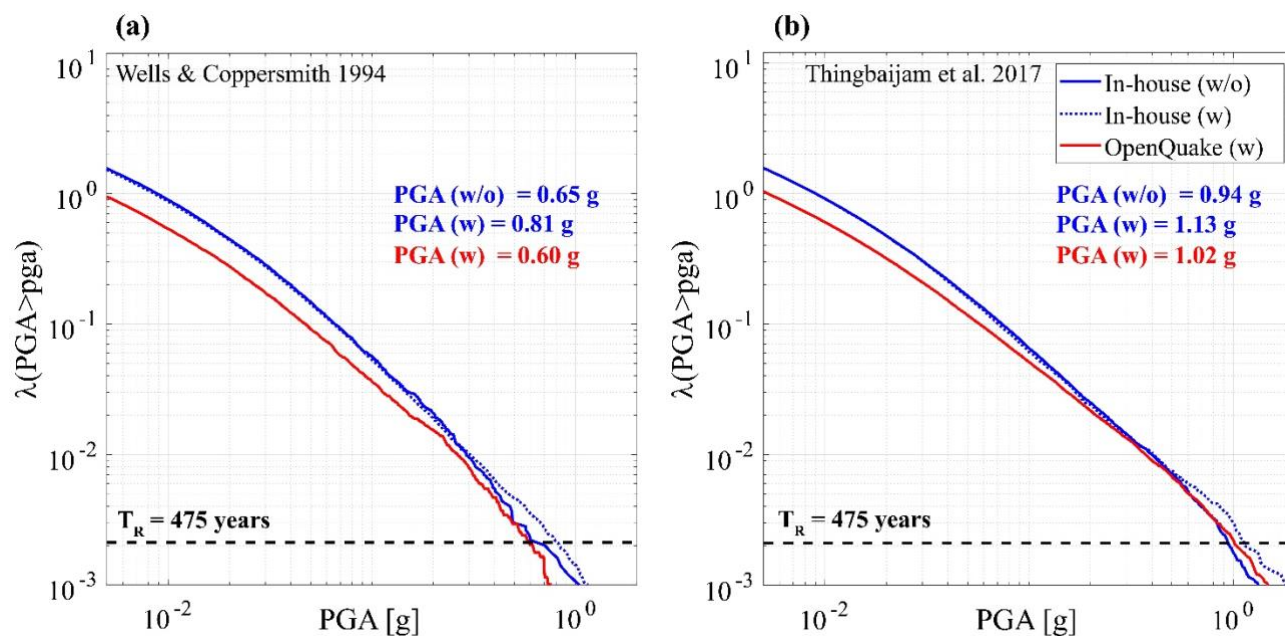 (a)
Wells & Coppersmith 1994
PGA (w/o) = 0.65 g
PGA (w) = 0.81 g
PGA (w) = 0.60 g
T_R = 475 years
λ(PGA>pga)
10^1
10^0
10^-1
10^-2
10^-3
10^-2
10^0
PGA [g]
(b)
Thingbaijam et al. 2017
In-house (w/o)
In-house (w)
OpenQuake (w)
PGA (w/o) = 0.94 g
PGA (w) = 1.13 g
PGA (w) = 1.02 g
T_R = 475 years
λ(PGA>pga)
10^1
10^0
10^-1
10^-2
10^-3
10^-2
10^0
PGA [g]